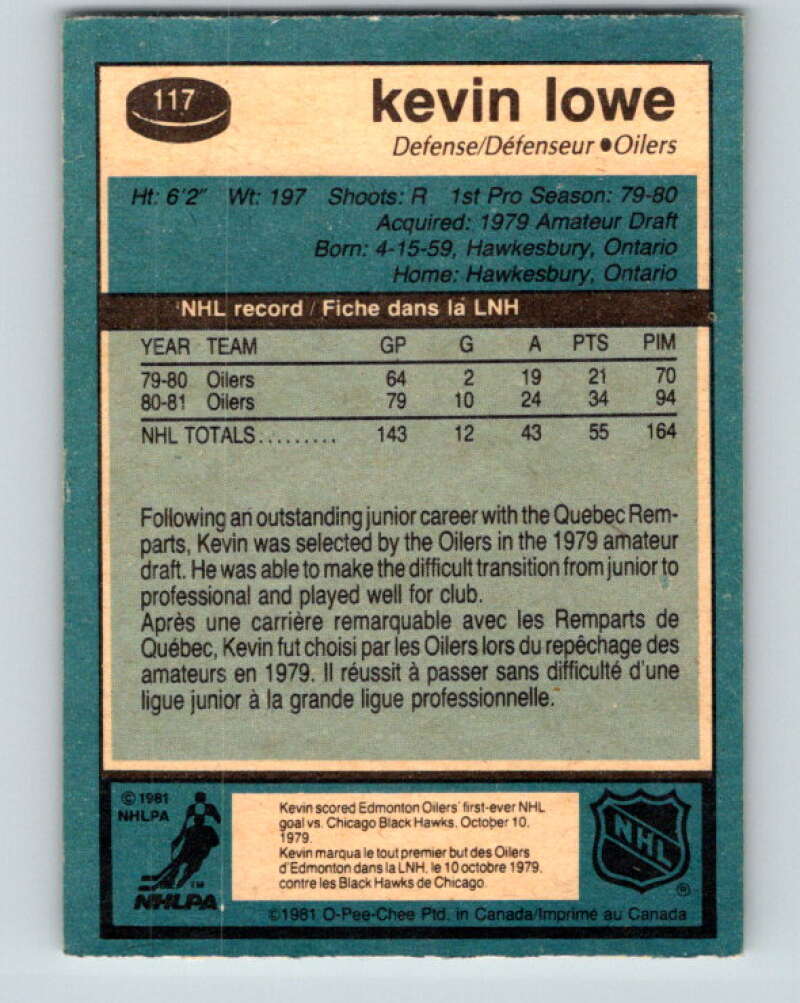 117
kevin lowe
Defense/Défenseur ●Oilers
Ht: 6'2" Wt: 197 Shoots: R 1st Pro Season: 79-80
Acquired: 1979 Amateur Draft
Born: 4-15-59, Hawkesbury, Ontario
Home: Hawkesbury, Ontario
NHL record / Fiche dans la LNH
YEAR TEAM GP G A PTS PIM
79-80 Oilers 64 2 19 21 70
80-81 Oilers 79 10 24 34 94
NHL TOTALS......... 143 12 43 55 164
Following an outstanding junior career with the Quebec Rem-
parts, Kevin was selected by the Oilers in the 1979 amateur
draft. He was able to make the difficult transition from junior to
professional and played well for club.
Après une carrière remarquable avec les Remparts de
Québec, Kevin fut choisi par les Oilers lors du repêchage des
amateurs en 1979. Il réussit à passer sans difficulté d'une
ligue junior à la grande ligue professionnelle.
© 1981
NHLPA
TM
NHLPA
Kevin scored Edmonton Oilers' first-ever NHL
goal vs. Chicago Black Hawks, October 10,
1979.
Kevin marqua le tout premier but des Oilers
d'Edmonton dans la LNH, le 10 octobre 1979,
contre les Black Hawks de Chicago.
NHL
®
©1981 O-Pee-Chee Ptd. in Canada/Imprimé au Canada